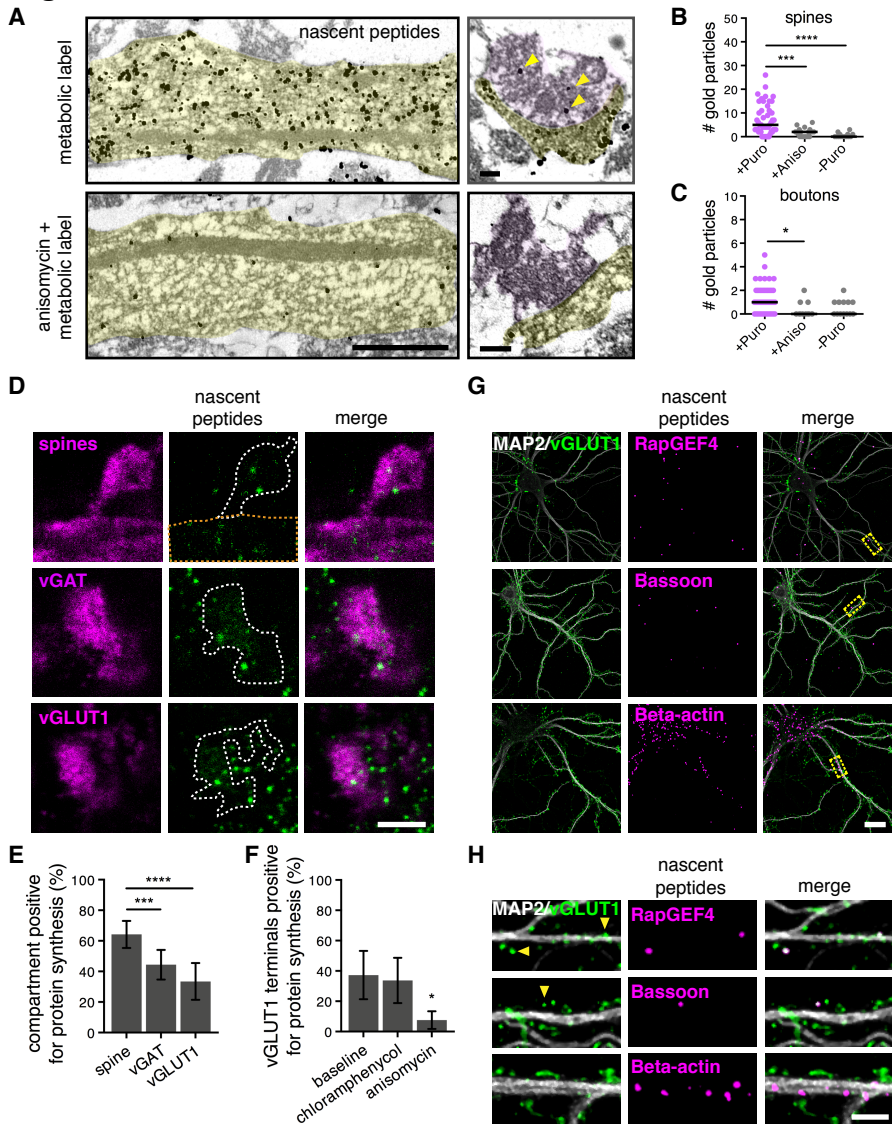 A
nascent peptides
metabolic label
anisomycin +
metabolic label
B
spines
# gold particles
50
40
30
20
10
0
****
***
+Puro
+Aniso
-Puro
C
boutons
# gold particles
10
8
6
4
2
0
*
+Puro
+Aniso
-Puro
D
nascent
peptides
merge
spines
vGAT
vGLUT1
E
compartment positive
for protein synthesis (%)
100
80
60
40
20
0
****
***
spine
vGAT
vGLUT1
F
vGLUT1 terminals prositive
for protein synthesis (%)
100
80
60
40
20
0
*
baseline
chloramphenycol
anisomycin
G
nascent
peptides
merge
MAP2/vGLUT1
RapGEF4
Bassoon
Beta-actin
H
nascent
peptides
merge
MAP2/vGLUT1
RapGEF4
Bassoon
Beta-actin